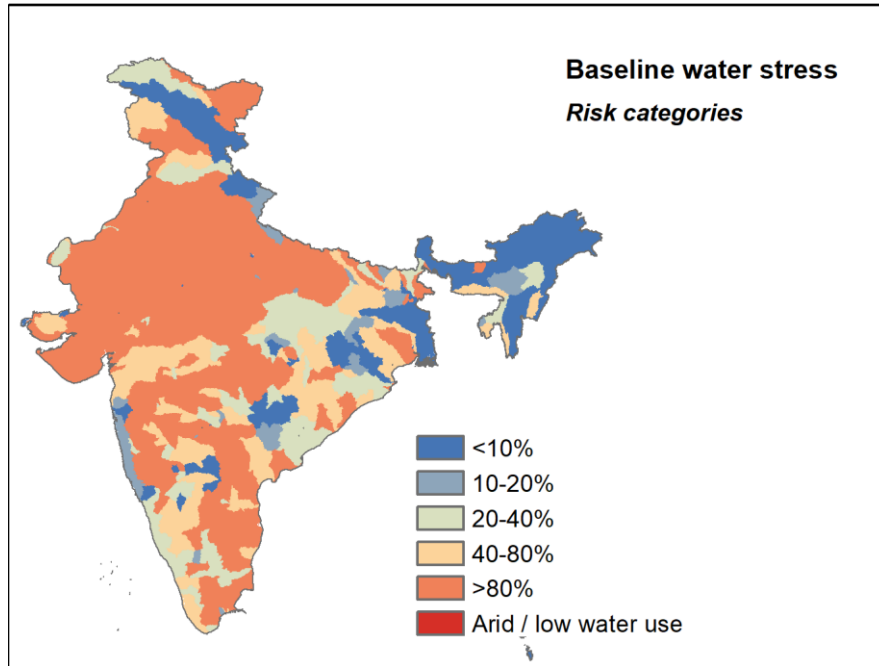 Baseline water stress
Risk categories
<10%
10-20%
20-40%
40-80%
>80%
Arid / low water use